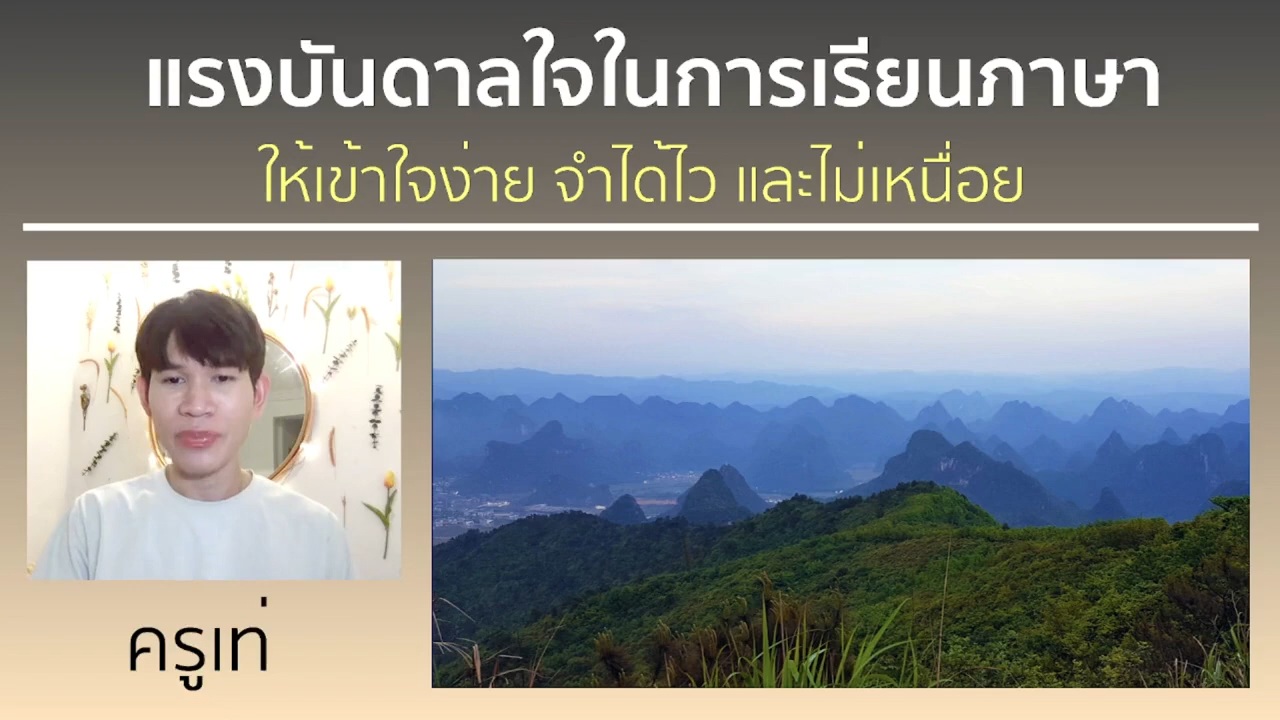 แรงบันดาลใจในการเรียนภาษา
ให้เข้าใจง่าย จำได้ไว และไม่เหนื่อย
ครูเท่